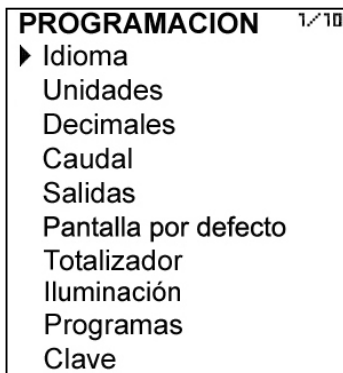 PROGRAMACION 1/10
Idioma
Unidades
Decimales
Caudal
Salidas
Pantalla por defecto
Totalizador
Iluminación
Programas
Clave